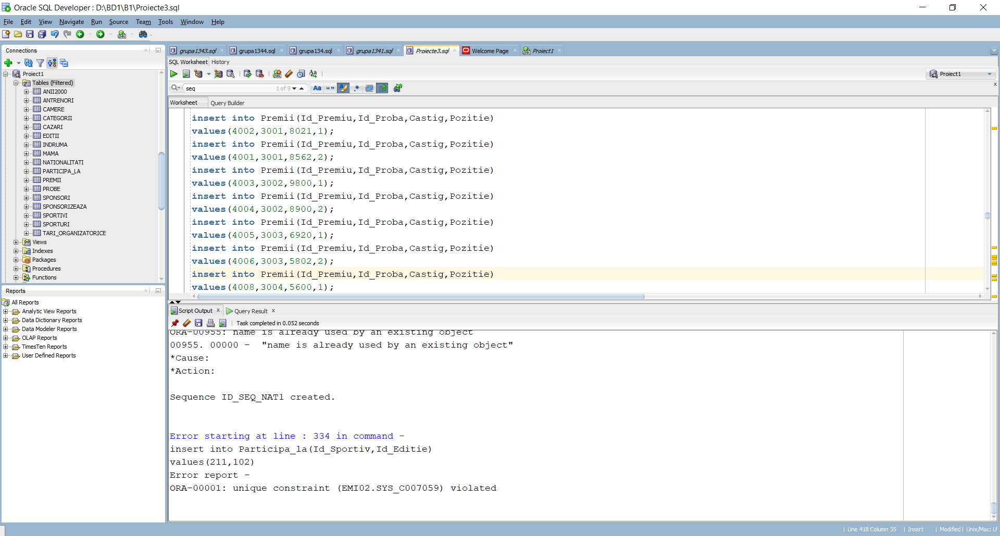 Oracle SQL Developer : D:\BD1\B1\Proiecte3.sql
File Edit View Navigate Run Source Team Tools Window Help
Connections
Proiect1
Tables (Filtered)
ANII2000
ANTRENORI
CAMERE
CATEGORII
CAZARI
EDITII
INDRUMA
MAMA
NATIONALITATI
PARTICIPA_LA
PREMII
PROBE
SPONSORI
SPONSORIZEAZA
SPORTIVI
SPORTURI
TARI_ORGANIZATORICE
Views
Indexes
Packages
Procedures
Functions
Reports
All Reports
Analytic View Reports
Data Dictionary Reports
Data Modeler Reports
OLAP Reports
TimesTen Reports
User Defined Reports
grupa1343.sql grupa1344.sql grupa134.sql grupa1341.sql Proiecte3.sql Welcome Page Proiect1
SQL Worksheet History
Proiect1
seq 1 of 9
Worksheet Query Builder
insert into Premii(Id_Premiu,Id_Proba,Castig,Pozitie)
values(4002,3001,8021,1);
insert into Premii(Id_Premiu,Id_Proba,Castig,Pozitie)
values(4001,3001,8562,2);
insert into Premii(Id_Premiu,Id_Proba,Castig,Pozitie)
values(4003,3002,9800,1);
insert into Premii(Id_Premiu,Id_Proba,Castig,Pozitie)
values(4004,3002,8900,2);
insert into Premii(Id_Premiu,Id_Proba,Castig,Pozitie)
values(4005,3003,6920,1);
insert into Premii(Id_Premiu,Id_Proba,Castig,Pozitie)
values(4006,3003,5802,2);
insert into Premii(Id_Premiu,Id_Proba,Castig,Pozitie)
values(4008,3004,5600,1);
Script Output x Query Result x
Task completed in 0.052 seconds
ORA-00955: name is already used by an existing object
00955. 00000 -  "name is already used by an existing object"
*Cause:
*Action:
Sequence ID_SEQ_NAT1 created.
Error starting at line : 334 in command -
insert into Participa_la(Id_Sportiv,Id_Editie)
values(211,102)
Error report -
ORA-00001: unique constraint (EMI02.SYS_C007059) violated
Line 418 Column 35 | Insert | Modified | Unix/Mac: LF